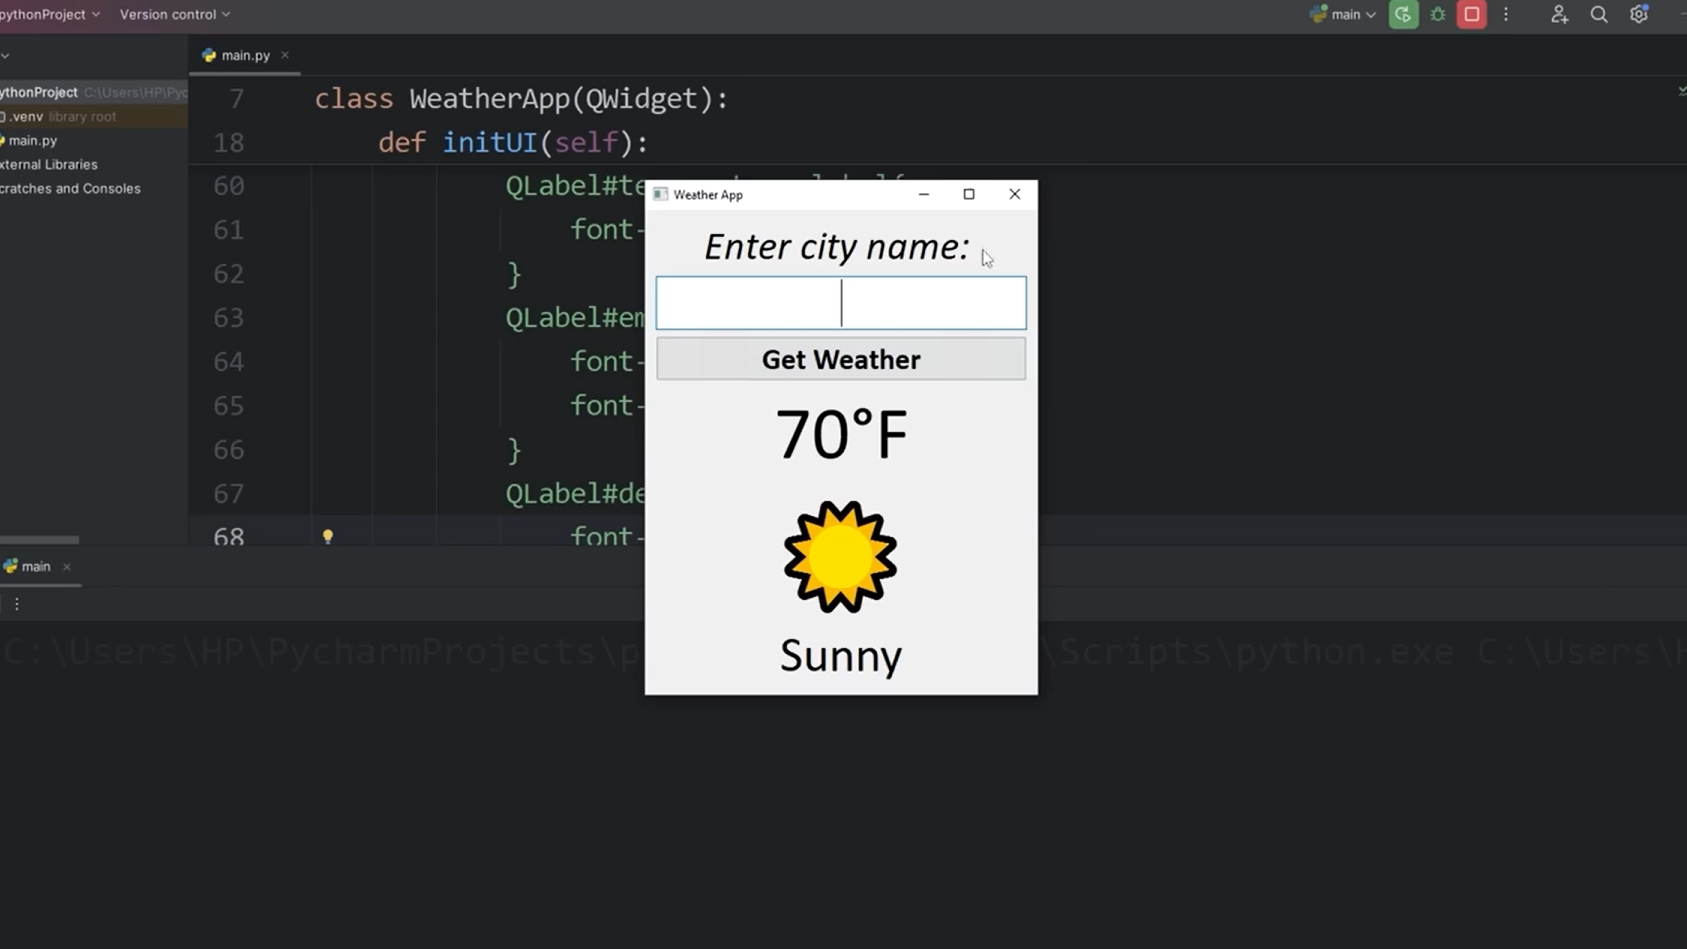 pythonProject Version control main
main.py
ythonProject C:\Users\HP\Pyc
.venv library root
main.py
xternal Libraries
cratches and Consoles
7 class WeatherApp(QWidget):
18 def initUI(self):
60 QLabel#te
61 font-
62 }
63 QLabel#em
64 font-
65 font-
66 }
67 QLabel#de
68 font-
Weather App
Enter city name:
Get Weather
70°F
Sunny
main
C:\Users\HP\PycharmProjects\p \Scripts\python.exe C:\Users\H